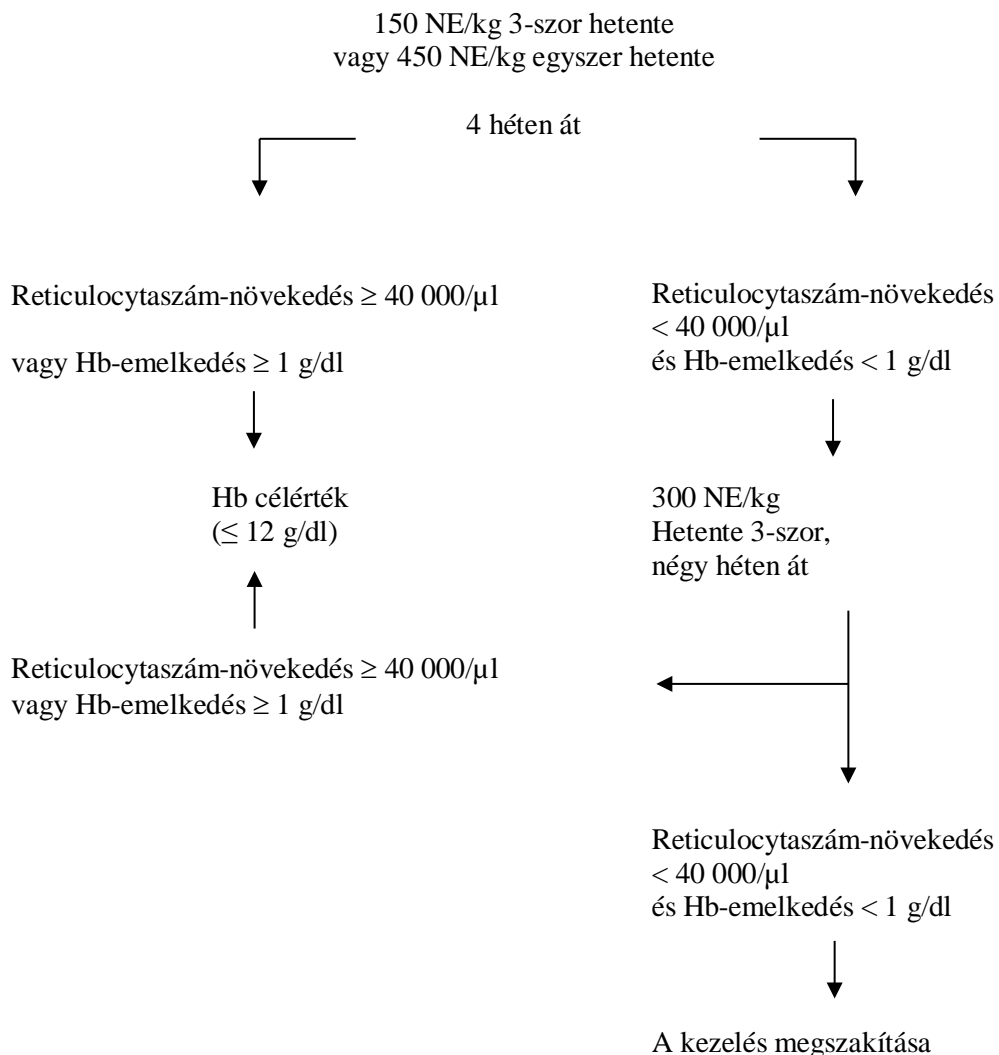 150 NE/kg 3-szor hetente
vagy 450 NE/kg egyszer hetente
4 héten át
Reticulocytaszám-növekedés ≥ 40 000/µl
vagy Hb-emelkedés ≥ 1 g/dl
Reticulocytaszám-növekedés
< 40 000/µl
és Hb-emelkedés < 1 g/dl
Hb célérték
(≤ 12 g/dl)
300 NE/kg
Hetente 3-szor,
négy héten át
Reticulocytaszám-növekedés ≥ 40 000/µl
vagy Hb-emelkedés ≥ 1 g/dl
Reticulocytaszám-növekedés
< 40 000/µl
és Hb-emelkedés < 1 g/dl
A kezelés megszakítása